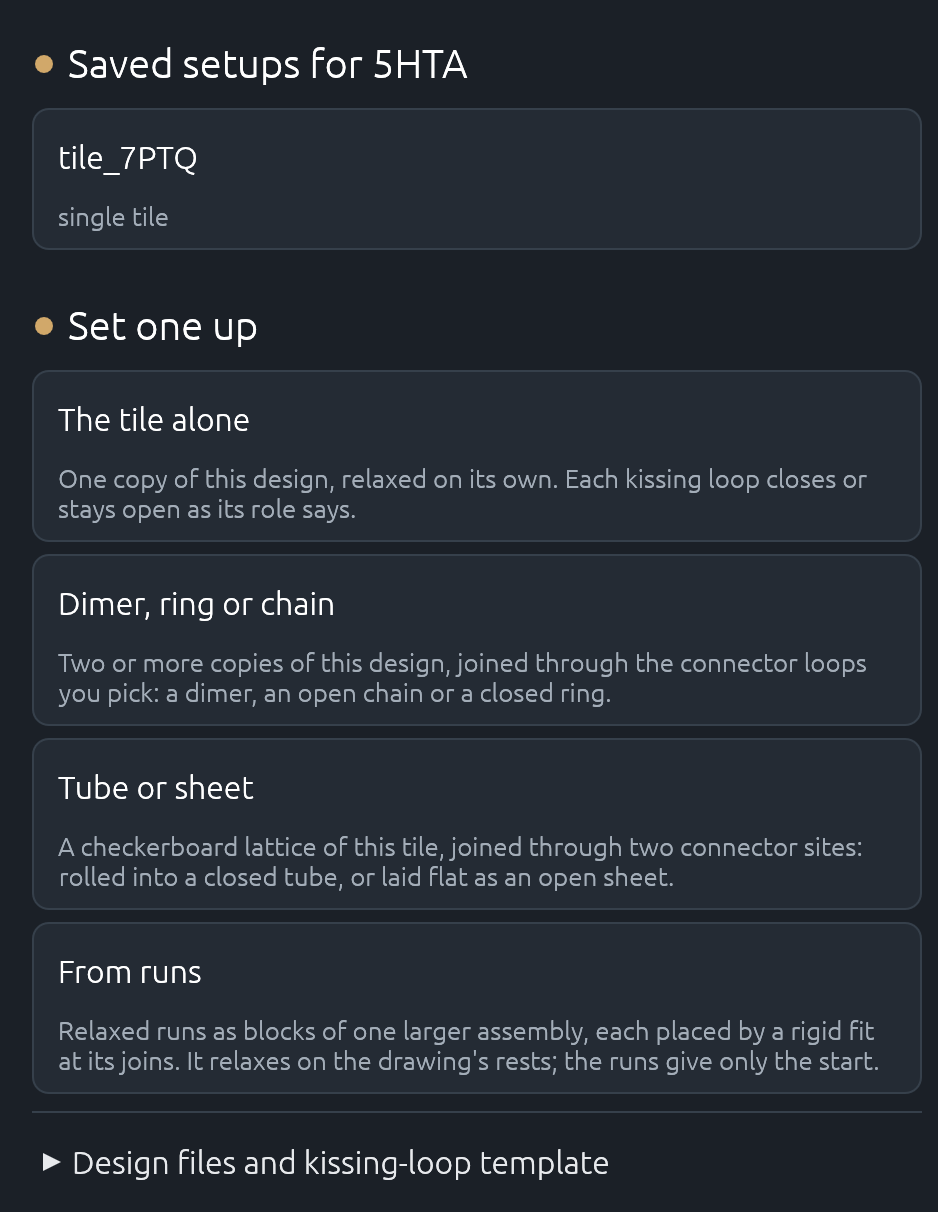 Saved setups for 5HTA
tile_7PTQ
single tile
Set one up
The tile alone
One copy of this design, relaxed on its own. Each kissing loop closes or
stays open as its role says.
Dimer, ring or chain
Two or more copies of this design, joined through the connector loops
you pick: a dimer, an open chain or a closed ring.
Tube or sheet
A checkerboard lattice of this tile, joined through two connector sites:
rolled into a closed tube, or laid flat as an open sheet.
From runs
Relaxed runs as blocks of one larger assembly, each placed by a rigid fit
at its joins. It relaxes on the drawing's rests; the runs give only the start.
Design files and kissing-loop template